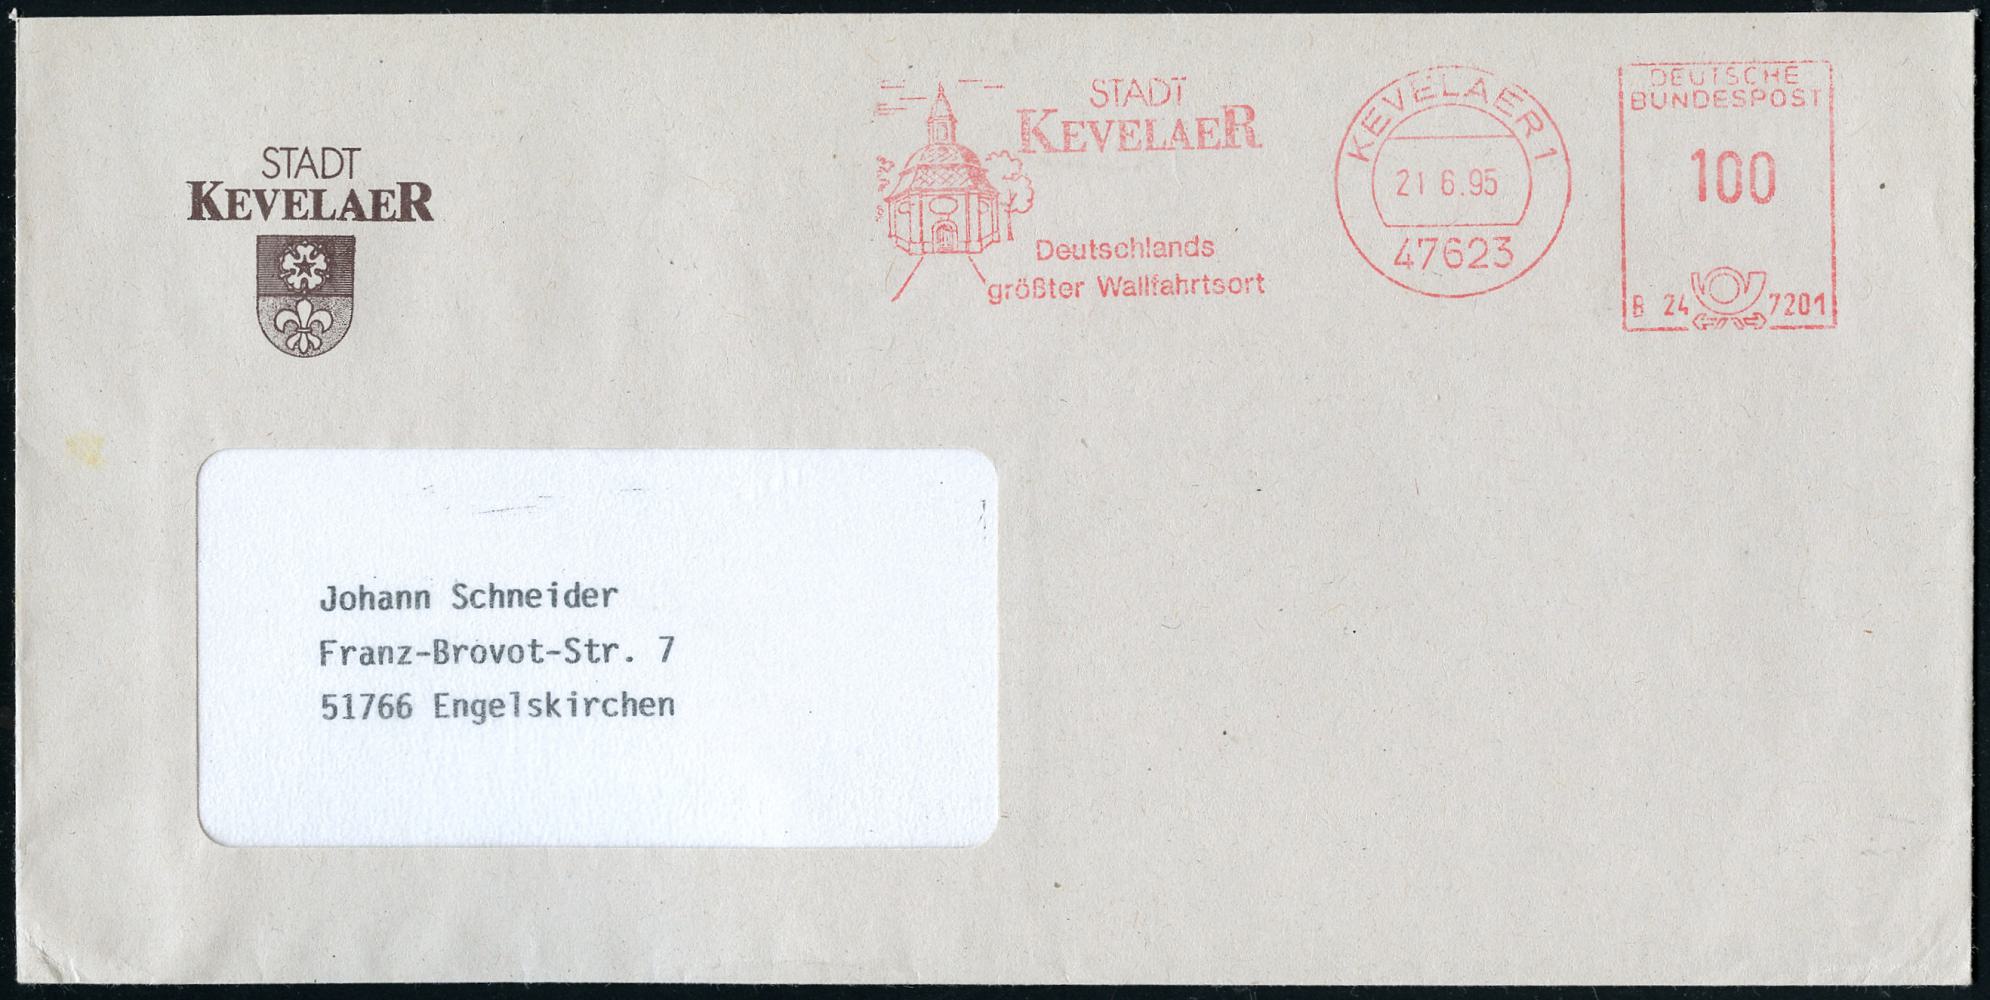 STADT
KEVELAER
STADT
KEVELAER
Deutschlands
größter Wallfahrtsort
KEVELAER 1
21 6.95
47623
DEUTSCHE
BUNDESPOST
100
B 24 7201
Johann Schneider
Franz-Brovot-Str. 7
51766 Engelskirchen